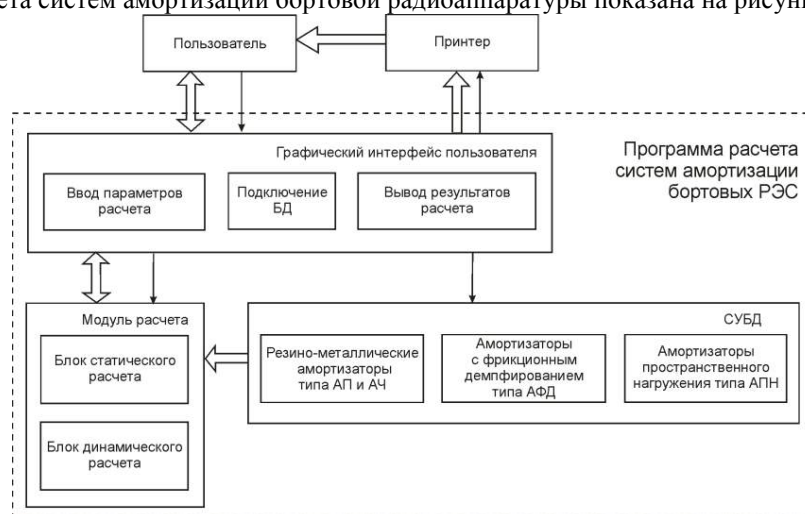 ета систем амортизации бортовой радиоаппаратуры показана на рисун
Пользователь
Принтер
Графический интерфейс пользователя
Программа расчета
систем амортизации
бортовых РЭС
Ввод параметров
расчета
Подключение
БД
Вывод результатов
расчета
Модуль расчета
СУБД
Блок статического
расчета
Резино-металлические
амортизаторы
типа АП и АЧ
Амортизаторы
с фрикционным
демпфированием
типа АФД
Амортизаторы
пространственного
нагружения типа АПН
Блок динамического
расчета